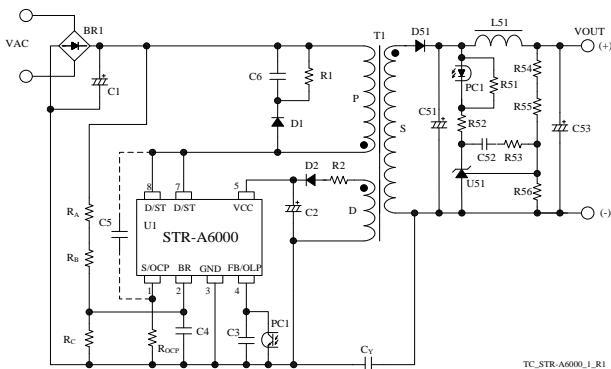 T1
D51
L51
VOUT
(+)
BR1
VAC
C1
C6
R1
P
S
D1
PC1
R51
R54
R55
C51
R52
C53
C52
R53
U51
R56
(-)
D2
R2
C2
D
8
7
5
D/ST
D/ST
VCC
U1
STR-A6000
C5
S/OCP
BR
GND
FB/OLP
1
2
3
4
RA
RB
RC
ROCP
C4
C3
PC1
CY
TC_STR-A6000_1_R1